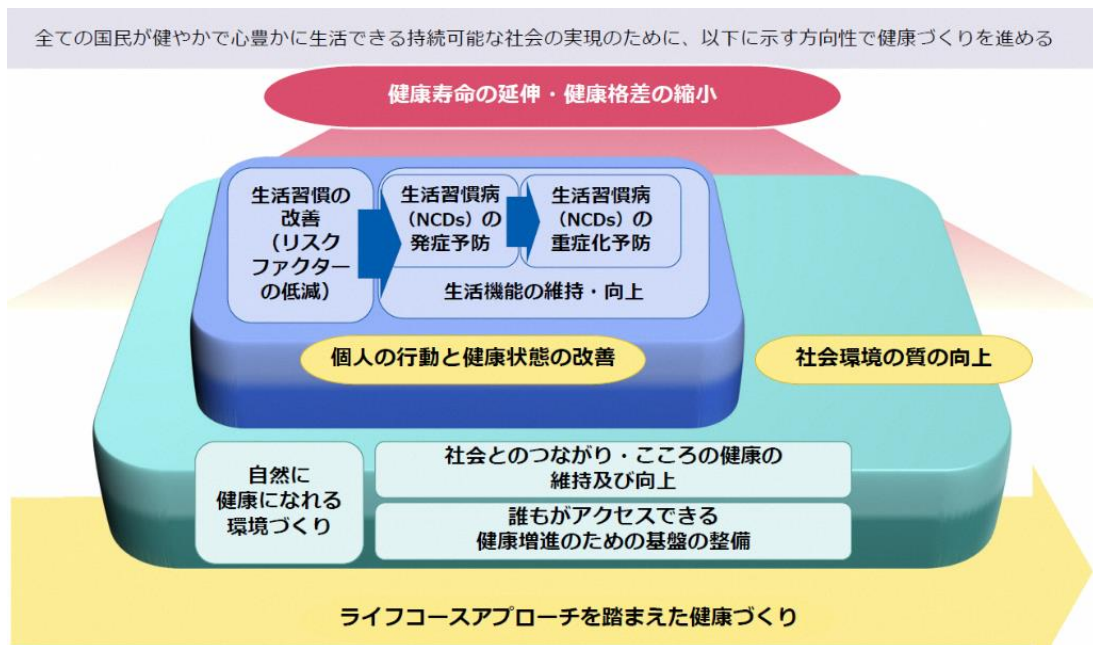 全ての国民が健やかで心豊かに生活できる持続可能な社会の実現のために、以下に示す方向性で健康づくりを進める
健康寿命の延伸・健康格差の縮小
生活習慣の
改善
（リスク
ファクター
の低減）
生活習慣病
（NCDs）の
発症予防
生活習慣病
（NCDs）の
重症化予防
生活機能の維持・向上
個人の行動と健康状態の改善
社会環境の質の向上
自然に
健康になれる
環境づくり
社会とのつながり・こころの健康の
維持及び向上
誰もがアクセスできる
健康増進のための基盤の整備
ライフコースアプローチを踏まえた健康づくり